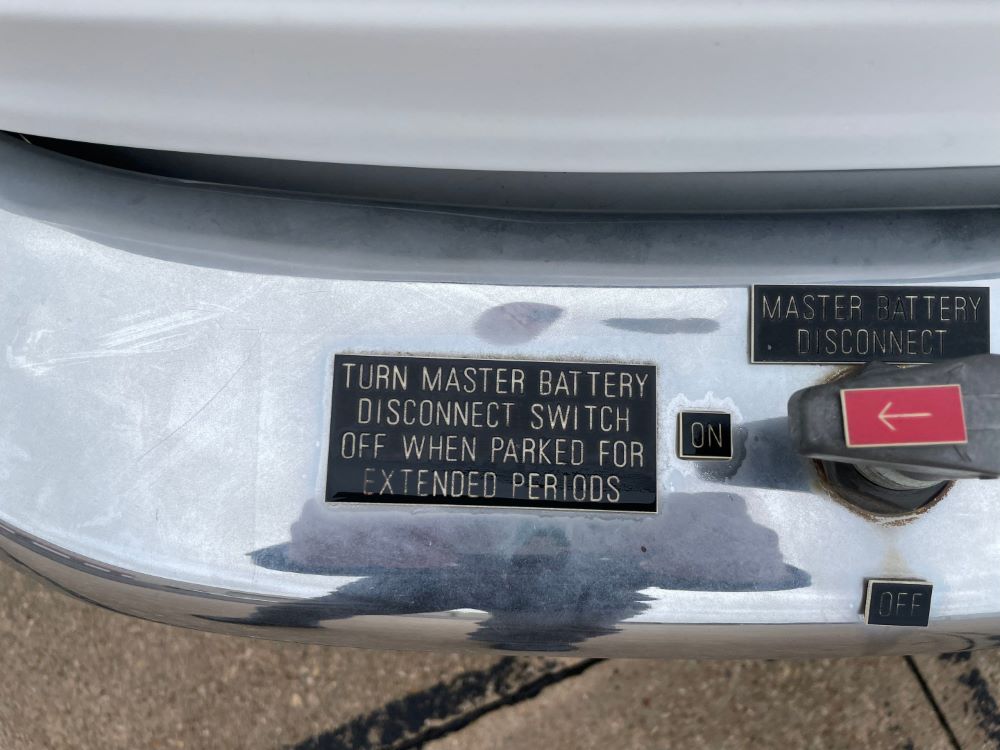 MASTER BATTERY
DISCONNECT
TURN MASTER BATTERY
DISCONNECT SWITCH
OFF WHEN PARKED FOR
EXTENDED PERIODS
ON
OFF